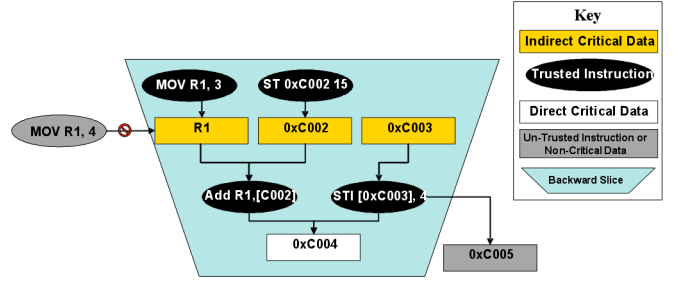 Key
Indirect Critical Data
Trusted Instruction
Direct Critical Data
Un-Trusted Instruction or
Non-Critical Data
Backward Slice
MOV R1, 3
ST 0xC002 15
MOV R1, 4
R1
0xC002
0xC003
Add R1,[C002]
STI [0xC003], 4
0xC004
0xC005